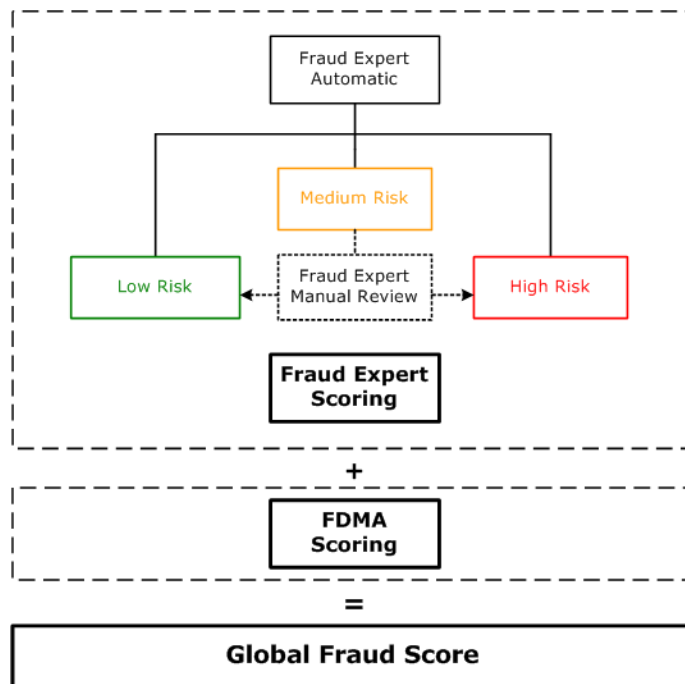 Fraud Expert
Automatic
Medium Risk
Low Risk
Fraud Expert
Manual Review
High Risk
Fraud Expert
Scoring
+
FDMA
Scoring
=
Global Fraud Score